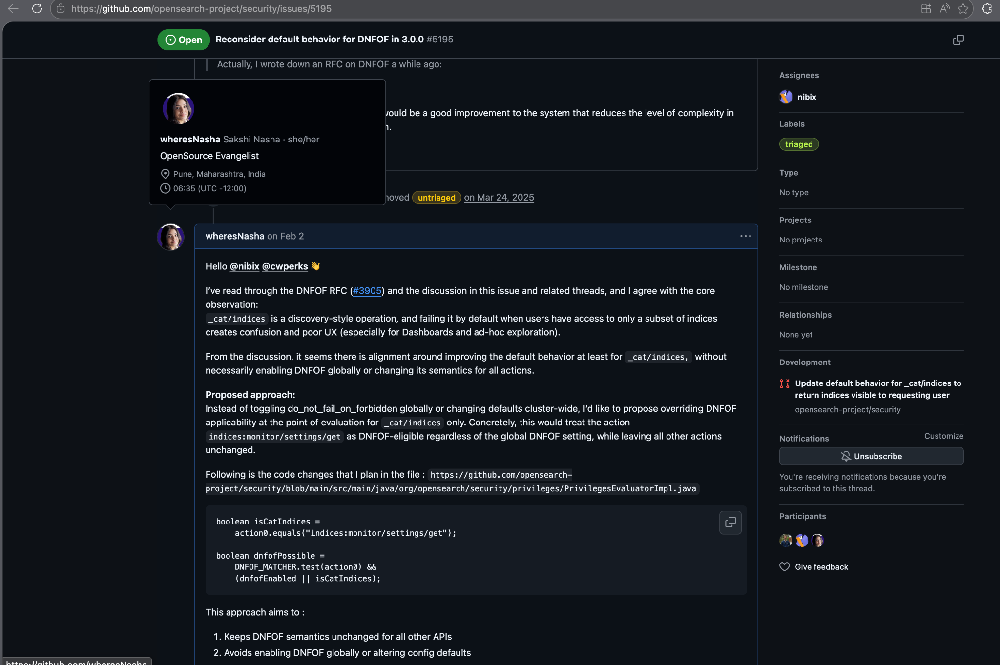 https://github.com/opensearch-project/security/issues/5195
Open Reconsider default behavior for DNFOF in 3.0.0 #5195
Actually, I wrote down an RFC on DNFOF a while ago:
would be a good improvement to the system that reduces the level of complexity in
wheresNasha Sakshi Nasha · she/her
OpenSource Evangelist
Pune, Maharashtra, India
06:35 (UTC -12:00)
untriaged on Mar 24, 2025
wheresNasha on Feb 2
Hello @nibix @cwperks 👋
I’ve read through the DNFOF RFC (#3905) and the discussion in this issue and related threads, and I agree with the core
observation:
_cat/indices is a discovery-style operation, and failing it by default when users have access to only a subset of indices
creates confusion and poor UX (especially for Dashboards and ad-hoc exploration).
From the discussion, it seems there is alignment around improving the default behavior at least for _cat/indices, without
necessarily enabling DNFOF globally or changing its semantics for all actions.
Proposed approach:
Instead of toggling do_not_fail_on_forbidden globally or changing defaults cluster-wide, I’d like to propose overriding DNFOF
applicability at the point of evaluation for _cat/indices only. Concretely, this would treat the action
indices:monitor/settings/get as DNFOF-eligible regardless of the global DNFOF setting, while leaving all other actions
unchanged.
Following is the code changes that I plan in the file : https://github.com/opensearch-
project/security/blob/main/src/main/java/org/opensearch/security/privileges/PrivilegesEvaluatorImpl.java
boolean isCatIndices =
action0.equals("indices:monitor/settings/get");
boolean dnfofPossible =
DNFOF_MATCHER.test(action0) &&
(dnfofEnabled || isCatIndices);
This approach aims to :
1. Keeps DNFOF semantics unchanged for all other APIs
2. Avoids enabling DNFOF globally or altering config defaults
https://github.com/wheresNasha
Assignees
nibix
Labels
triaged
Type
No type
Projects
No projects
Milestone
No milestone
Relationships
None yet
Development
Update default behavior for _cat/indices to
return indices visible to requesting user
opensearch-project/security
Notifications Customize
Unsubscribe
You're receiving notifications because you're
subscribed to this thread.
Participants
Give feedback